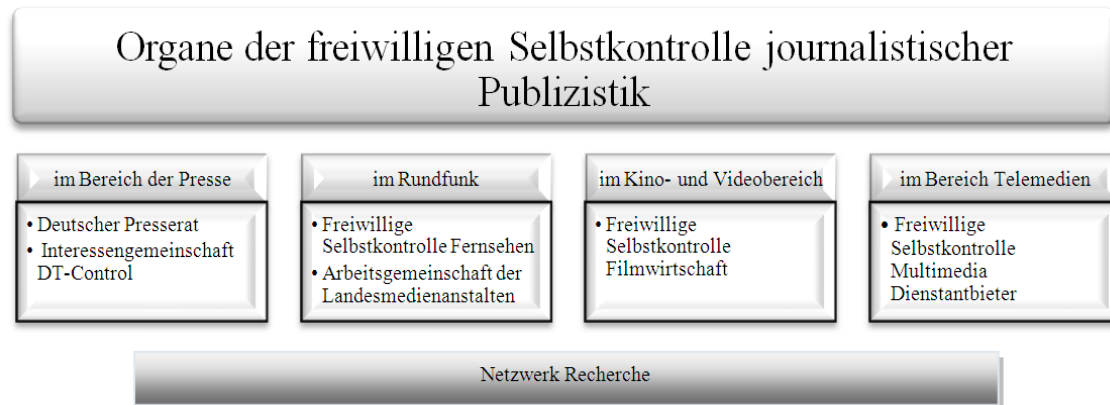 Organe der freiwilligen Selbstkontrolle journalistischer
Publizistik
im Bereich der Presse
• Deutscher Presserat
• Interessengemeinschaft
DT-Control
im Rundfunk
• Freiwillige
Selbstkontrolle Fernsehen
• Arbeitsgemeinschaft der
Landesmedienanstalten
im Kino- und Videobereich
• Freiwillige
Selbstkontrolle
Filmwirtschaft
im Bereich Telemedien
• Freiwillige
Selbstkontrolle
Multimedia
Dienstantbieter
Netzwerk Recherche